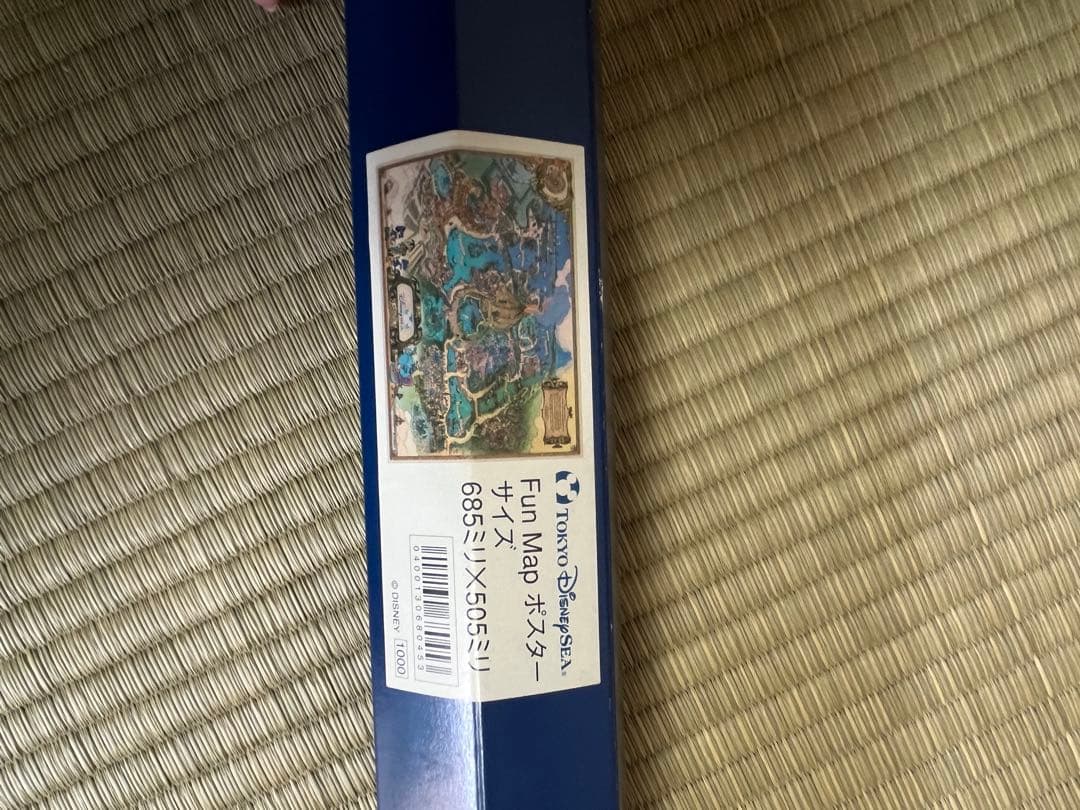 TOKYO DISNEYSEA®
Fun Map ポスター
サイズ
685ミリ×505ミリ
0400130680453
© DISNEY 1000